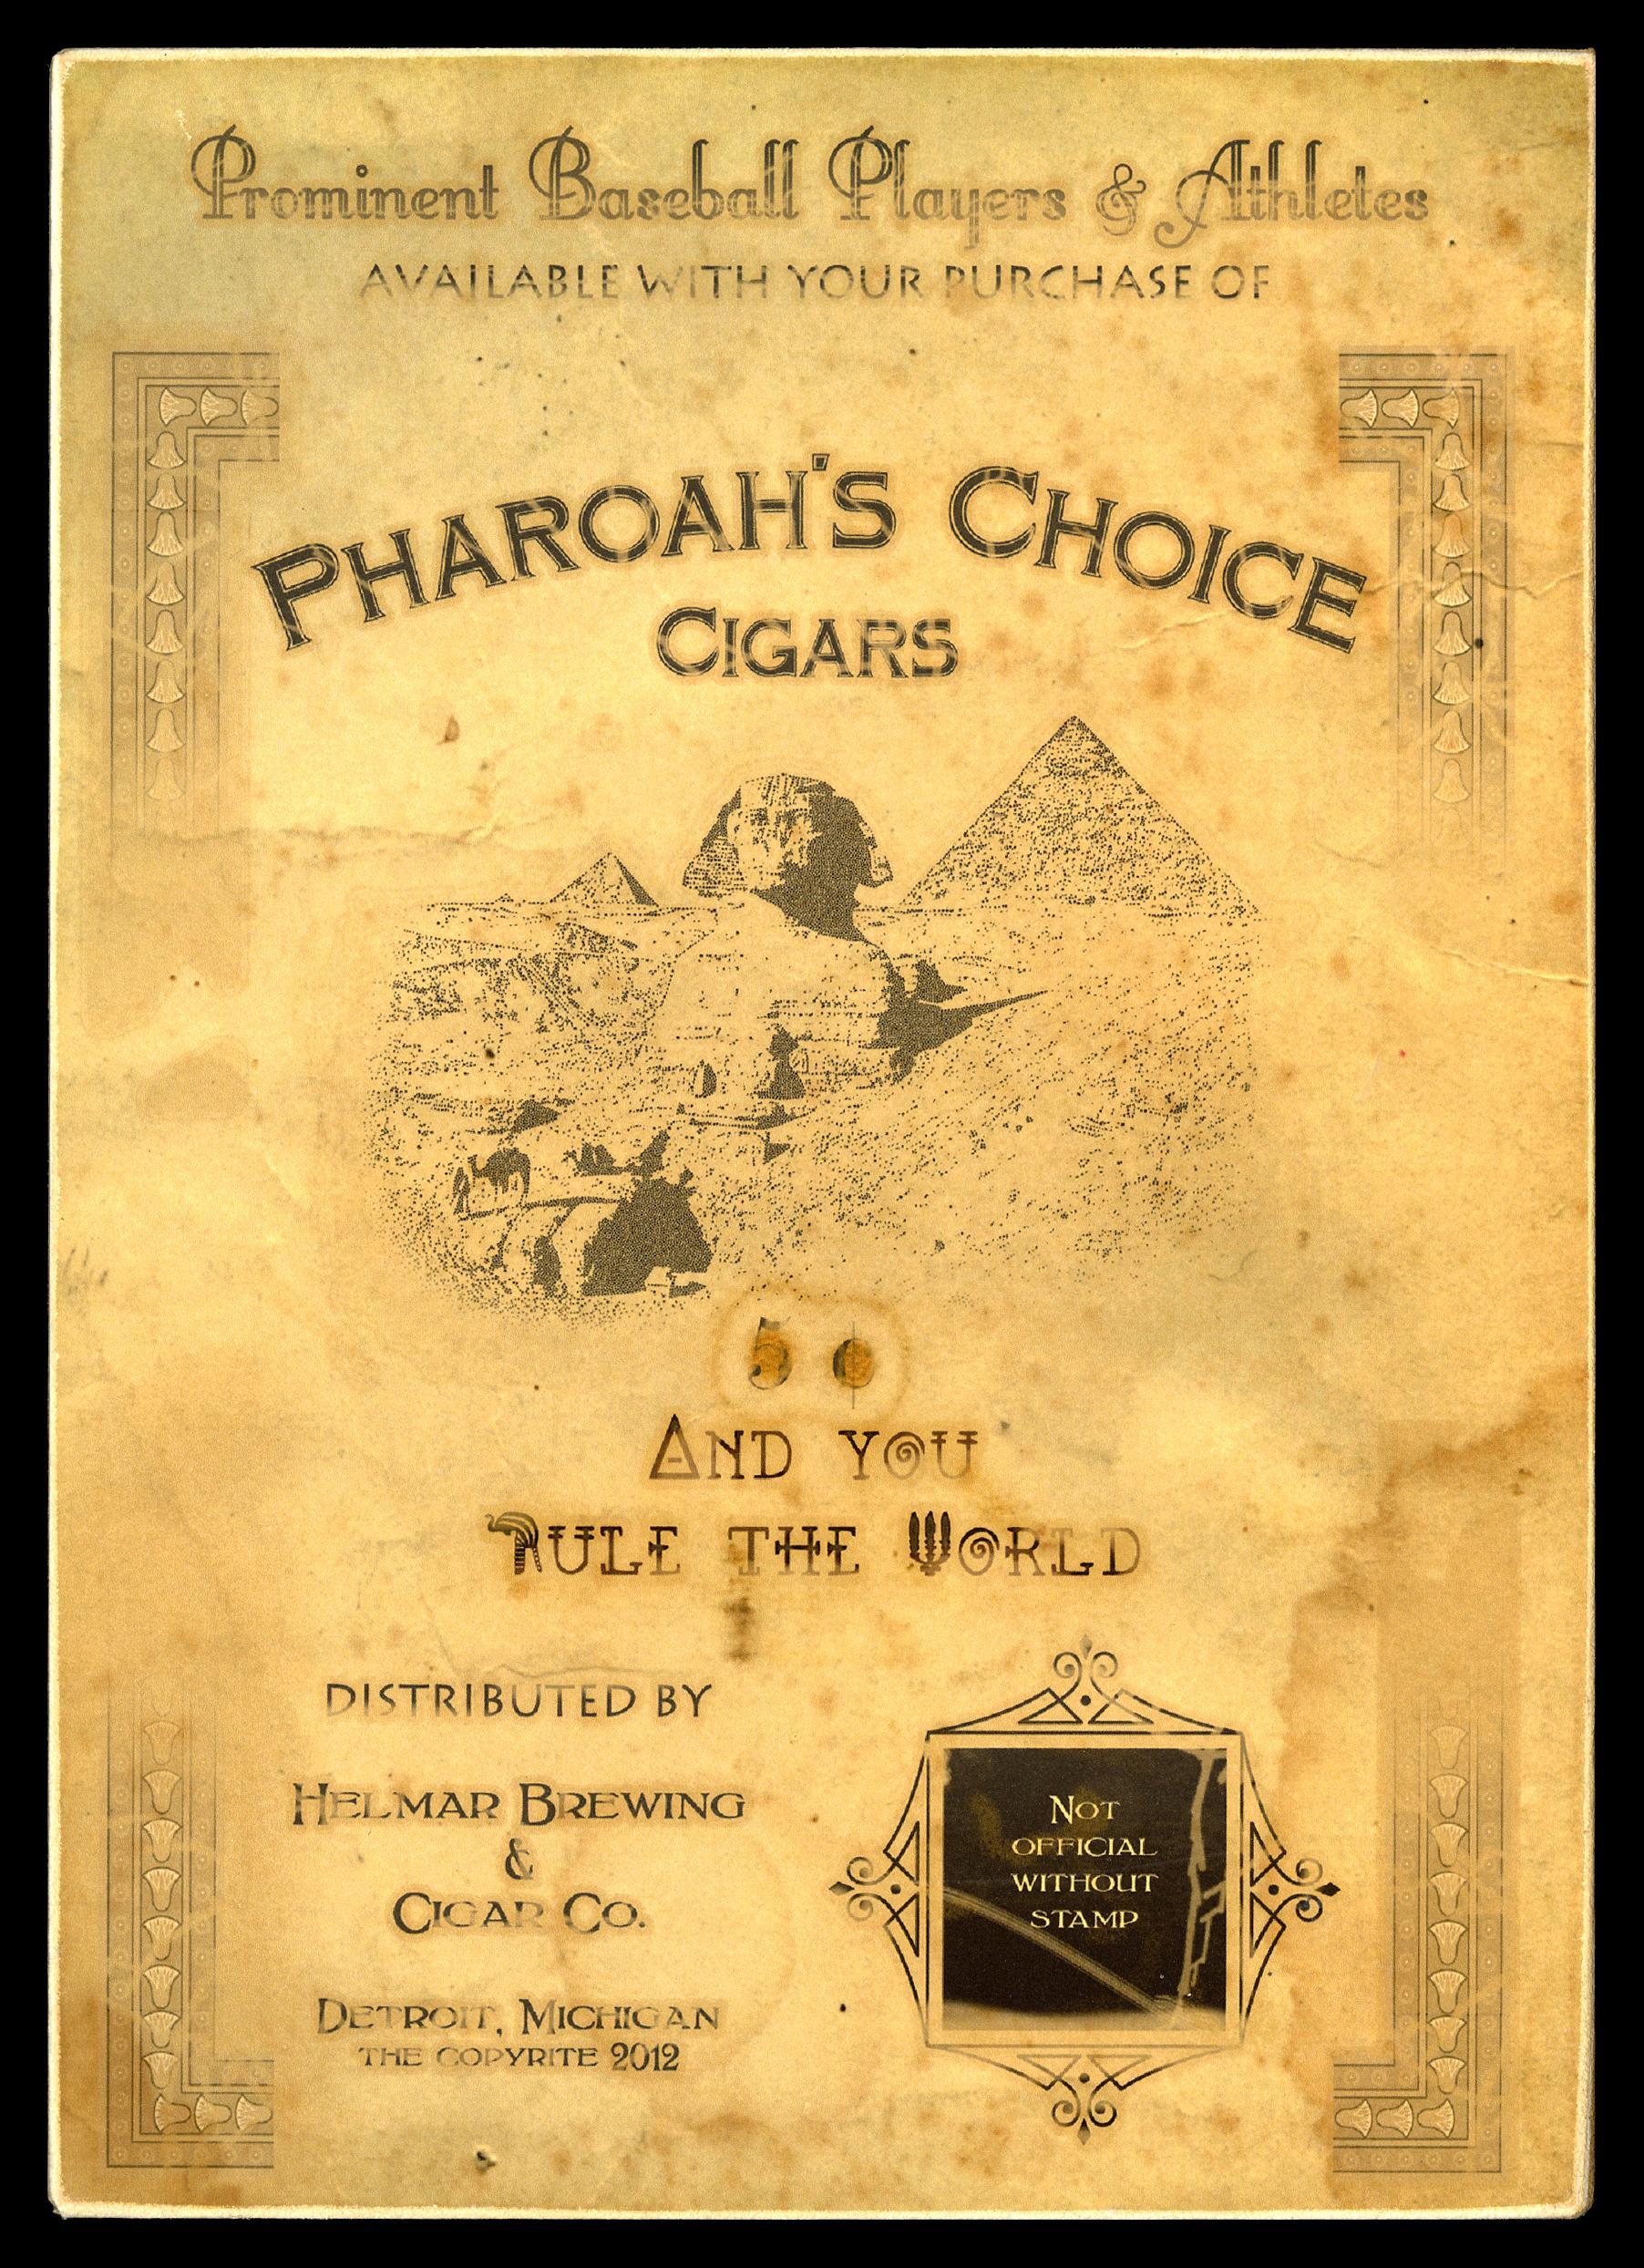 Prominent Baseball Players & Athletes
AVAILABLE WITH YOUR PURCHASE OF
PHAROAH'S CHOICE
CIGARS
5 ¢
AND YOU
RULE THE WORLD
DISTRIBUTED BY
HELMAR BREWING
&
CIGAR CO.
DETROIT, MICHIGAN
THE COPYRITE 2012
NOT
OFFICIAL
WITHOUT
STAMP